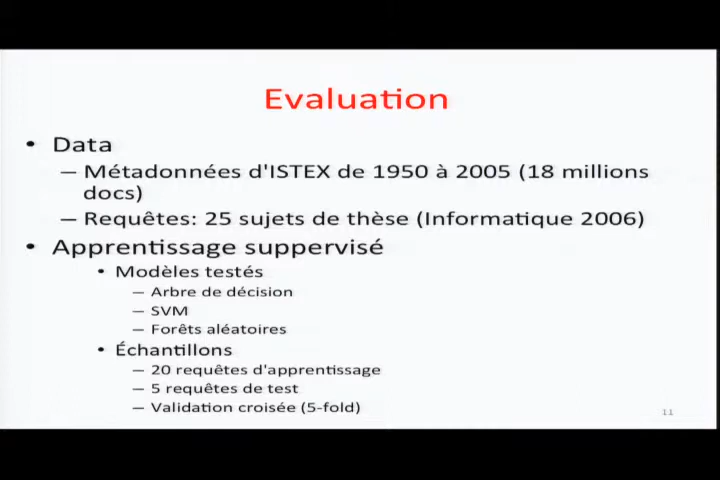 Evaluation
• Data
– Métadonnées d'ISTEX de 1950 à 2005 (18 millions
docs)
– Requêtes: 25 sujets de thèse (Informatique 2006)
• Apprentissage suppervisé
• Modèles testés
– Arbre de décision
– SVM
– Forêts aléatoires
• Échantillons
– 20 requêtes d'apprentissage
– 5 requêtes de test
– Validation croisée (5-fold)
11